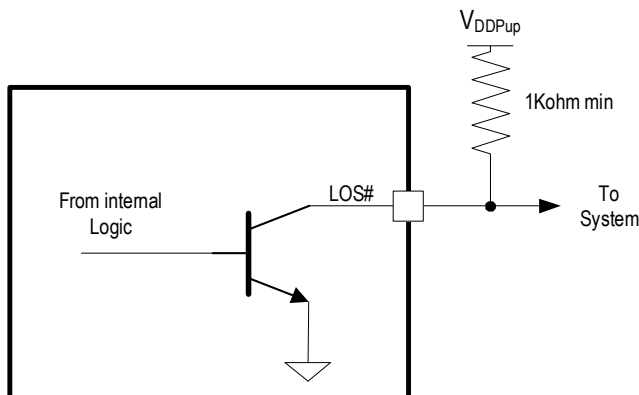 VDDPup
1Kohm min
LOS#
From internal
Logic
To
System